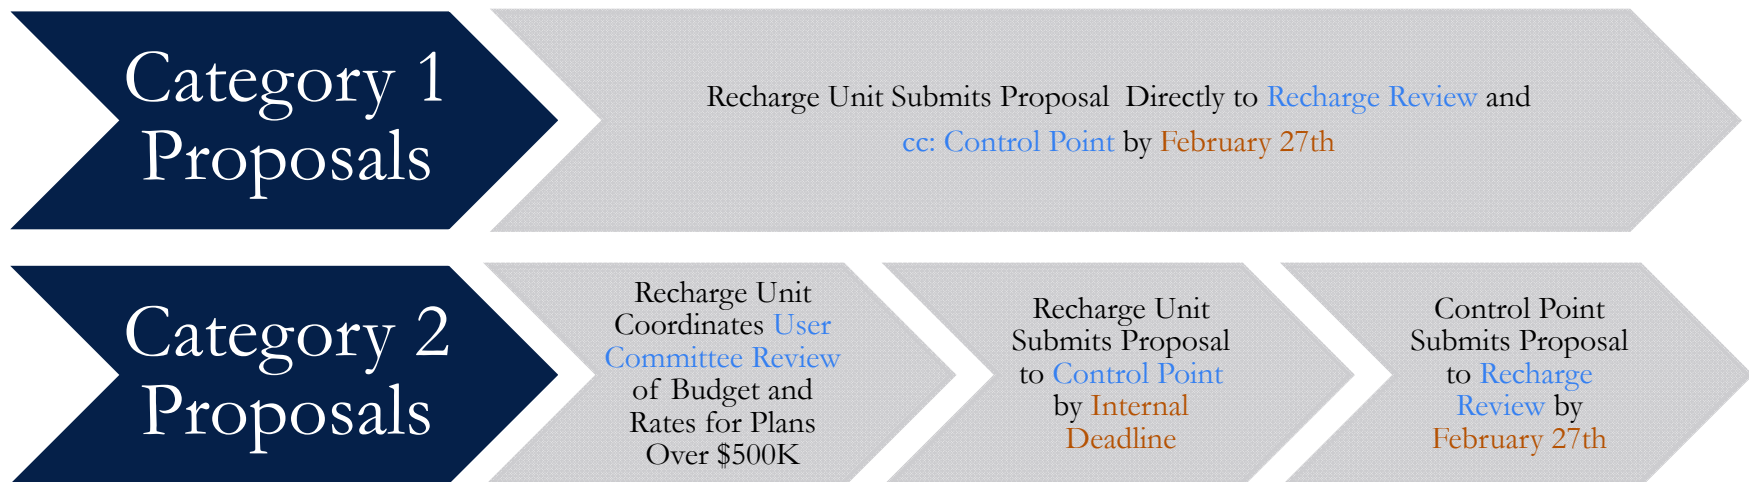 Category 1
Proposals
Recharge Unit Submits Proposal Directly to Recharge Review and
cc: Control Point by February 27th
Category 2
Proposals
Recharge Unit
Coordinates User
Committee Review
of Budget and
Rates for Plans
Over $500K
Recharge Unit
Submits Proposal
to Control Point
by Internal
Deadline
Control Point
Submits Proposal
to Recharge
Review by
February 27th